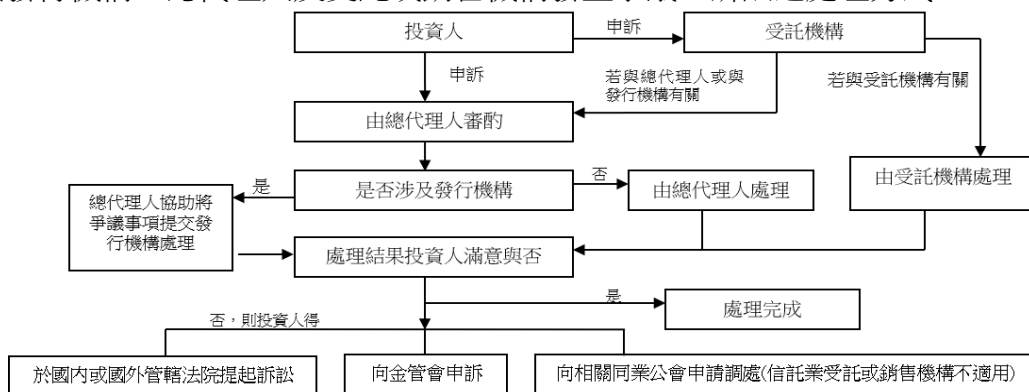 投資人
申訴
受託機構
申訴
若與總代理人或與
發行機構有關
若與受託機構有關
由總代理人審酌
是
是否涉及發行機構
否
由總代理人處理
由受託機構處理
總代理人協助將
爭議事項提交發
行機構處理
處理結果投資人滿意與否
是
處理完成
否，則投資人得
於國內或國外管轄法院提起訴訟
向金管會申訴
向相關同業公會申請調處(信託業受託或銷售機構不適用)